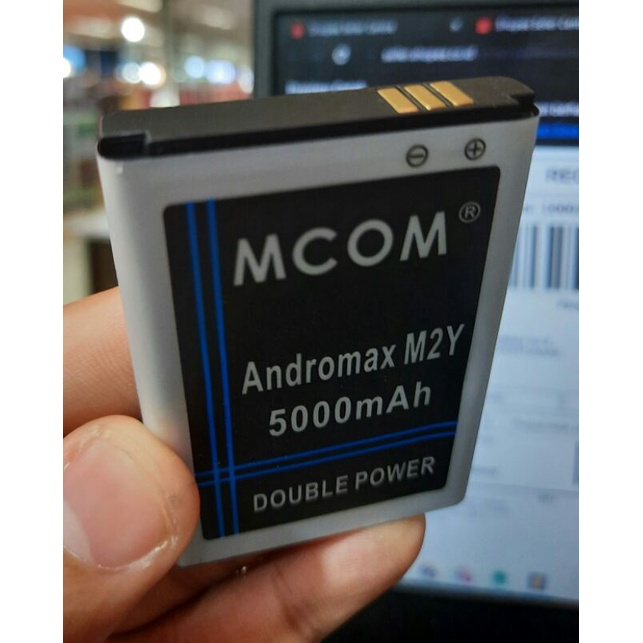 ⊖ ⊕
MCOM®
Andromax M2Y
5000mAh
DOUBLE POWER